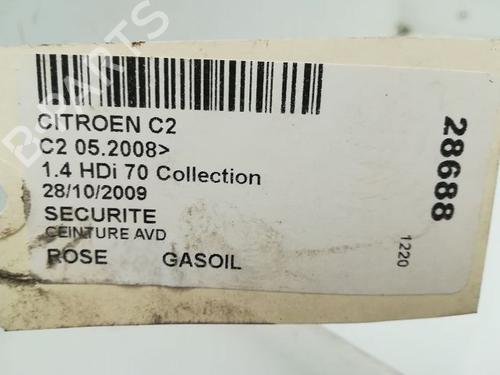 CITROEN C2
C2 05.2008>
1.4 HDi 70 Collection
28/10/2009
SECURITE
CEINTURE AVD
ROSE GASOIL
28688
1220
B-PARTS